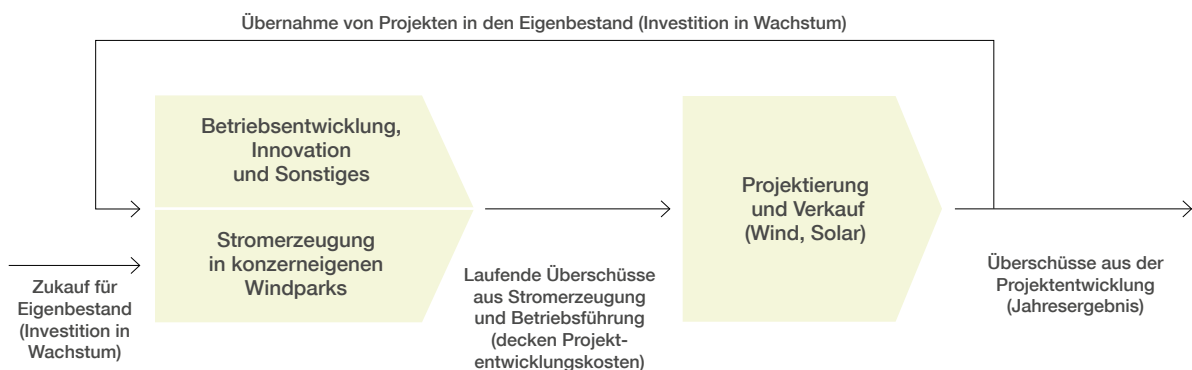 Übernahme von Projekten in den Eigenbestand (Investition in Wachstum)
Betriebsentwicklung,
Innovation
und Sonstiges
Stromerzeugung
in konzerneigenen
Windparks
Zukauf für
Eigenbestand
(Investition in
Wachstum)
Laufende Überschüsse
aus Stromerzeugung
und Betriebsführung
(decken Projekt-
entwicklungskosten)
Projektierung
und Verkauf
(Wind, Solar)
Überschüsse aus der
Projektentwicklung
(Jahresergebnis)